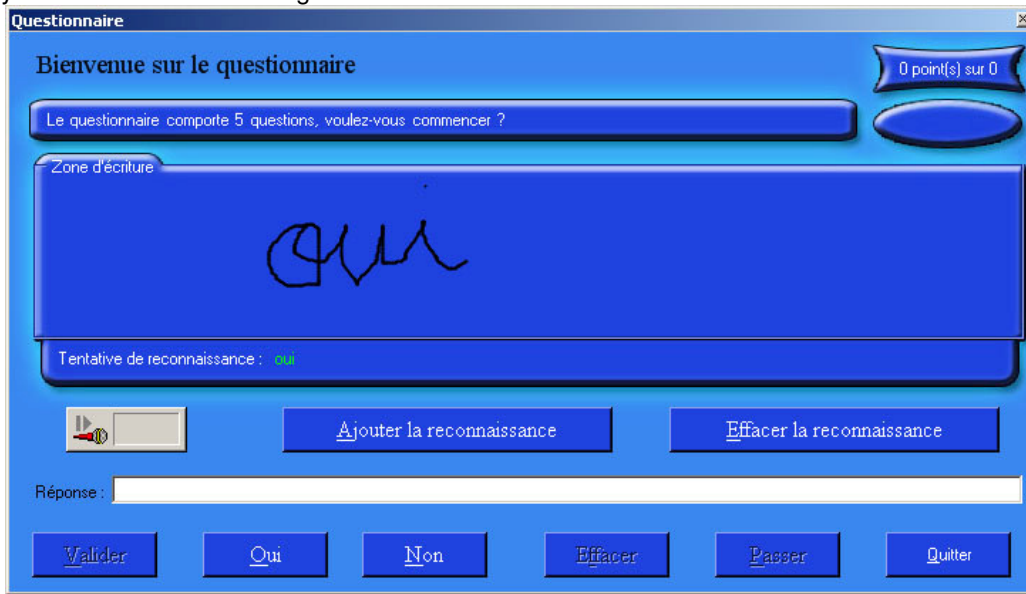 Questionnaire
Bienvenue sur le questionnaire
0 point(s) sur 0
Le questionnaire comporte 5 questions, voulez-vous commencer ?
Zone d'écriture
oui
Tentative de reconnaissance : oui
Ajouter la reconnaissance
Effacer la reconnaissance
Réponse :
Valider Oui Non Effacer Passer Quitter